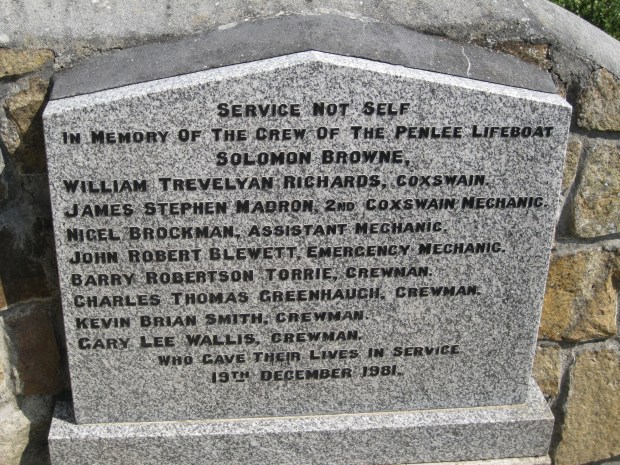 Service Not Self
In Memory Of The Crew Of The Penlee Lifeboat
Solomon Browne,
William Trevelyan Richards, Coxswain.
James Stephen Madron, 2nd Coxswain Mechanic.
Nigel Brockman, Assistant Mechanic.
John Robert Blewett, Emergency Mechanic.
Barry Robertson Torrie, Crewman.
Charles Thomas Greenhaugh, Crewman.
Kevin Brian Smith, Crewman.
Gary Lee Wallis, Crewman.
Who Gave Their Lives In Service
19th December 1981.